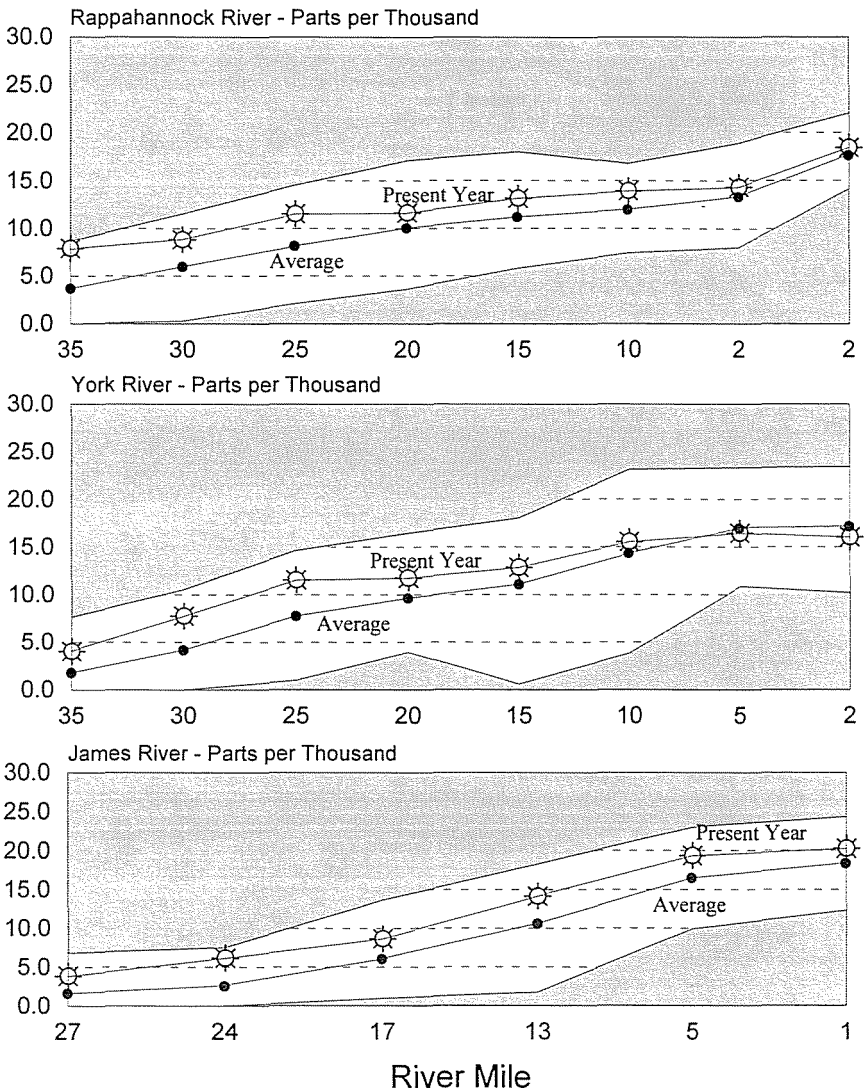 Rappahannock River - Parts per Thousand
30.0
25.0
20.0
15.0
10.0
5.0
0.0
Present Year
Average
35 30 25 20 15 10 2 2
York River - Parts per Thousand
30.0
25.0
20.0
15.0
10.0
5.0
0.0
Present Year
Average
35 30 25 20 15 10 5 2
James River - Parts per Thousand
30.0
25.0
20.0
15.0
10.0
5.0
0.0
Present Year
Average
27 24 17 13 5 1
River Mile